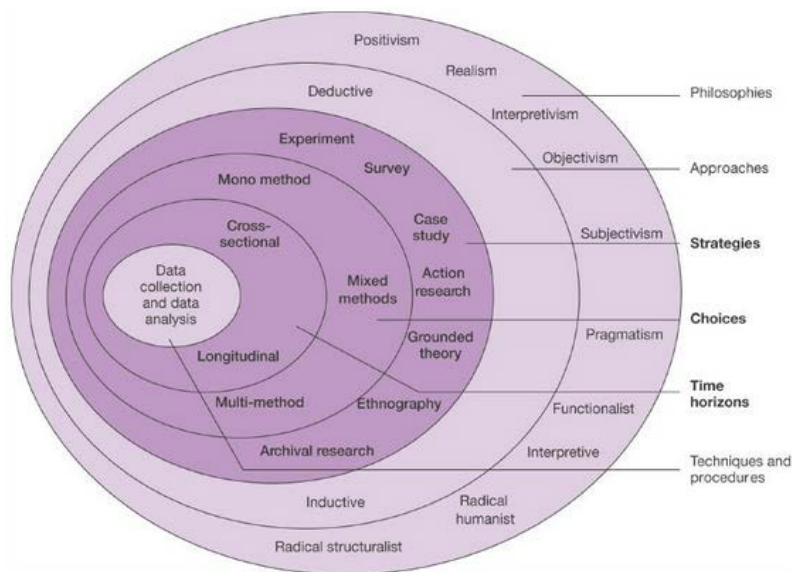 Positivism
Realism
Philosophies
Deductive
Interpretivism
Experiment
Objectivism
Survey
Approaches
Mono method
Case
study
Cross-
sectional
Subjectivism
Strategies
Data
collection
and data
analysis
Mixed
methods
Action
research
Choices
Grounded
theory
Pragmatism
Longitudinal
Time
horizons
Multi-method
Ethnography
Functionalist
Archival research
Interpretive
Techniques and
procedures
Inductive
Radical
humanist
Radical structuralist